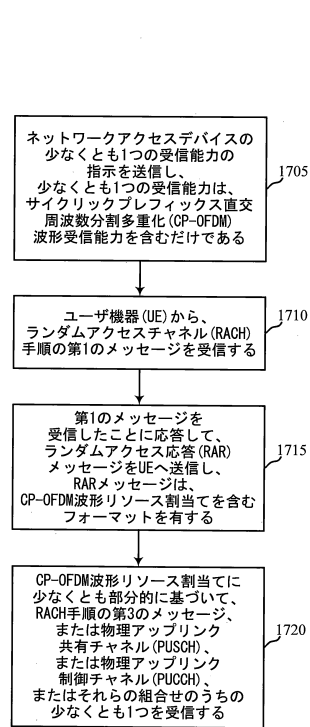 ネットワークアクセスデバイスの
少なくとも1つの受信能力の
指示を送信し、
少なくとも1つの受信能力は、
サイクリックプレフィックス直交
周波数分割多重化(CP-OFDM)
波形受信能力を含むだけである
1705
ユーザ機器(UE)から、
ランダムアクセスチャネル(RACH)
手順の第1のメッセージを受信する
1710
第1のメッセージを
受信したことに応答して、
ランダムアクセス応答(RAR)
メッセージをUEへ送信し、
RARメッセージは、
CP-OFDM波形リソース割当てを含む
フォーマットを有する
1715
CP-OFDM波形リソース割当てに
少なくとも部分的に基づいて、
RACH手順の第3のメッセージ、
または物理アップリンク
共有チャネル(PUSCH)、
または物理アップリンク
制御チャネル(PUCCH)、
またはそれらの組合せのうちの
少なくとも1つを受信する
1720